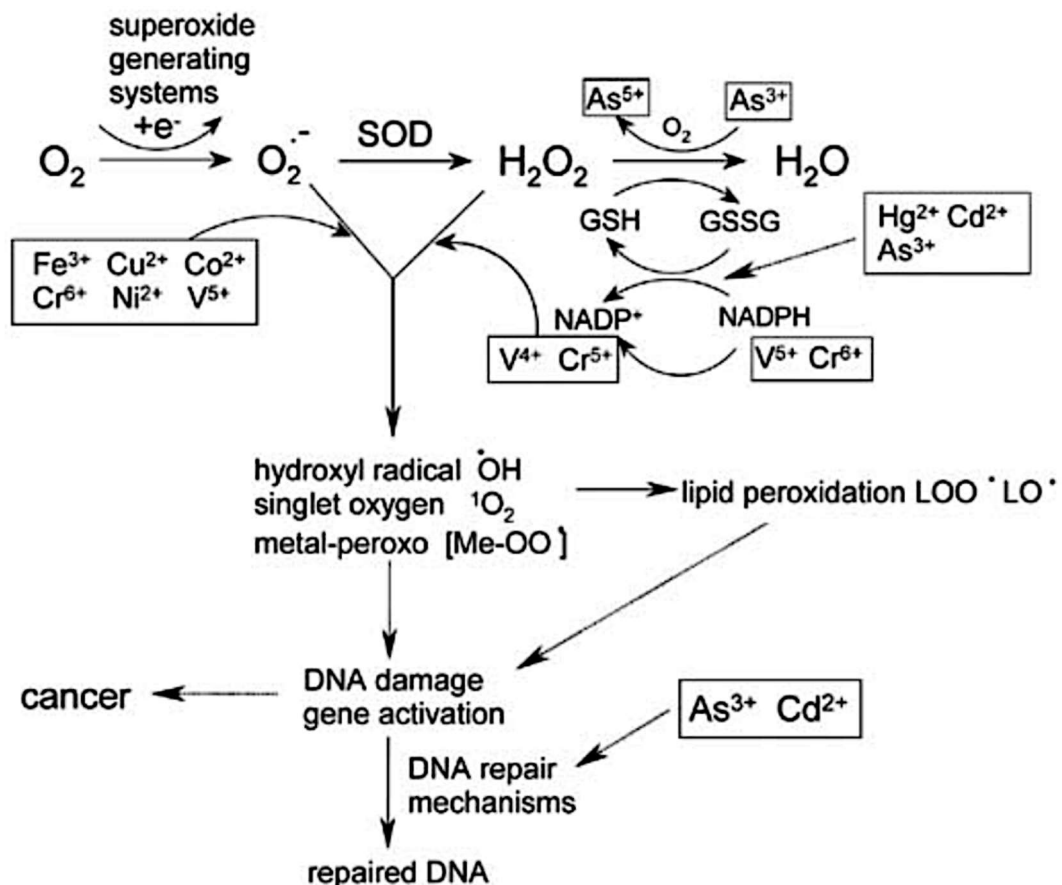 superoxide
generating
systems
+e-
O₂
O₂·-
SOD
H₂O₂
As⁵⁺
As³⁺
O₂
H₂O
GSH
GSSG
Hg²⁺ Cd²⁺
As³⁺
Fe³⁺ Cu²⁺ Co²⁺
Cr⁶⁺ Ni²⁺ V⁵⁺
NADP⁺
NADPH
V⁴⁺ Cr⁵⁺
V⁵⁺ Cr⁶⁺
hydroxyl radical ·OH
singlet oxygen ¹O₂
metal-peroxo [Me-OO·]
lipid peroxidation LOO· LO·
DNA damage
gene activation
cancer
As³⁺ Cd²⁺
DNA repair
mechanisms
repaired DNA